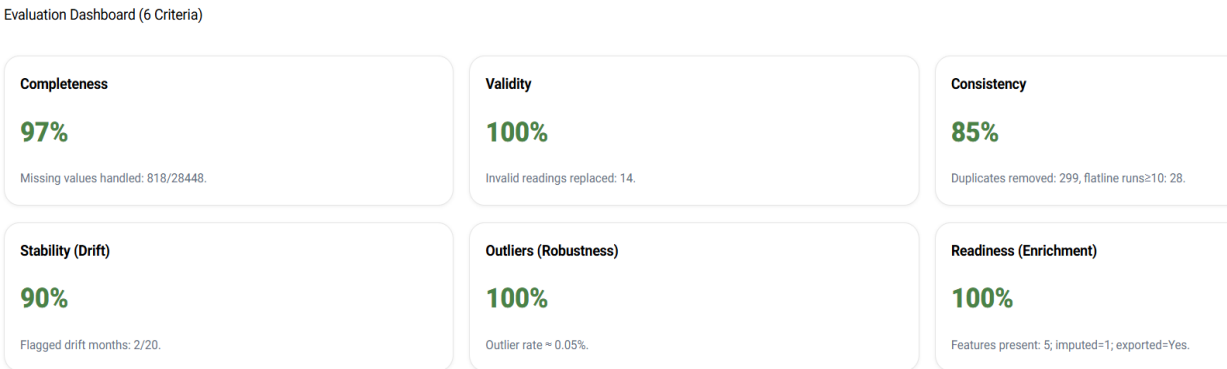 Evaluation Dashboard (6 Criteria)
Completeness
97%
Missing values handled: 818/28448.
Validity
100%
Invalid readings replaced: 14.
Consistency
85%
Duplicates removed: 299, flatline runs≥10: 28.
Stability (Drift)
90%
Flagged drift months: 2/20.
Outliers (Robustness)
100%
Outlier rate ≈ 0.05%.
Readiness (Enrichment)
100%
Features present: 5; imputed=1; exported=Yes.